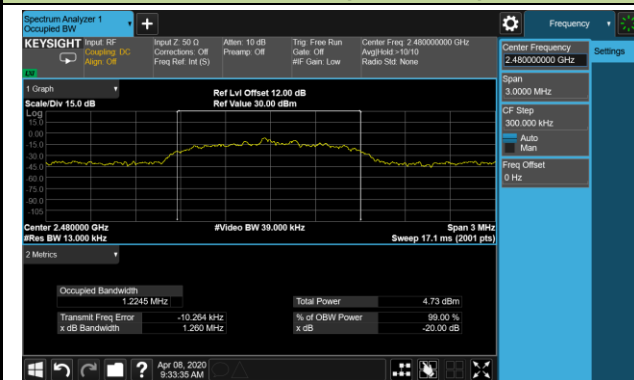 Spectrum Analyzer 1
Occupied BW
Frequency
KEYSIGHT
Input: RF
Coupling: DC
Align: Off
Input Z: 50 Ω
Corrections: Off
Freq Ref: Int (S)
Atten: 10 dB
Preamp: Off
Trig: Free Run
Gate: Off
#IF Gain: Low
Center Freq: 2.480000000 GHz
Avg|Hold:>10/10
Radio Std: None
Center Frequency
2.480000000 GHz
Settings
Span
3.0000 MHz
CF Step
300.000 kHz
Auto
Man
Freq Offset
0 Hz
1 Graph
Scale/Div 15.0 dB
Ref Lvl Offset 12.00 dB
Ref Value 30.00 dBm
Log
15.0
0.00
-15.0
-30.0
-45.0
-60.0
-75.0
-90.0
-105
Center 2.480000 GHz
#Video BW 39.000 kHz
Span 3 MHz
#Res BW 13.000 kHz
Sweep 17.1 ms (2001 pts)
2 Metrics
Occupied Bandwidth
1.2245 MHz
Total Power 4.73 dBm
Transmit Freq Error -10.264 kHz
% of OBW Power 99.00 %
x dB Bandwidth 1.260 MHz
x dB -20.00 dB
Apr 08, 2020
9:33:35 AM